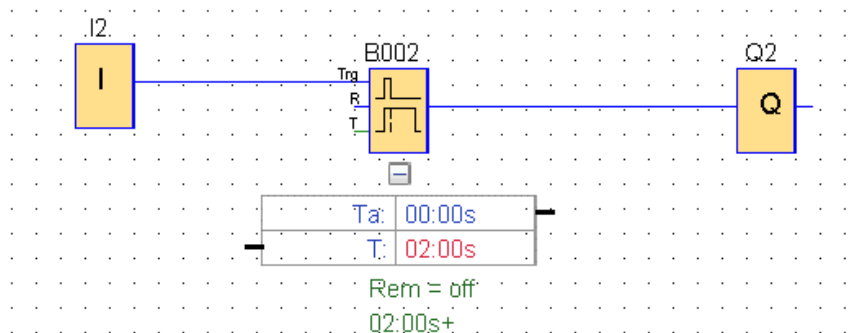 I2
B002
Q2
I
Trg
R
T
Q
Ta: 00:00s
T: 02:00s
Rem = off
02:00s+